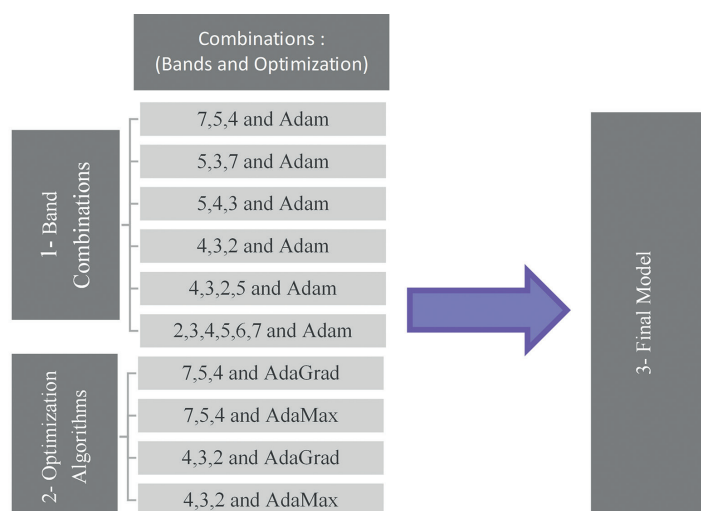 Combinations :
(Bands and Optimization)
1- Band
Combinations
7,5,4 and Adam
5,3,7 and Adam
5,4,3 and Adam
4,3,2 and Adam
4,3,2,5 and Adam
2,3,4,5,6,7 and Adam
2- Optimization
Algorithms
7,5,4 and AdaGrad
7,5,4 and AdaMax
4,3,2 and AdaGrad
4,3,2 and AdaMax
3- Final Model